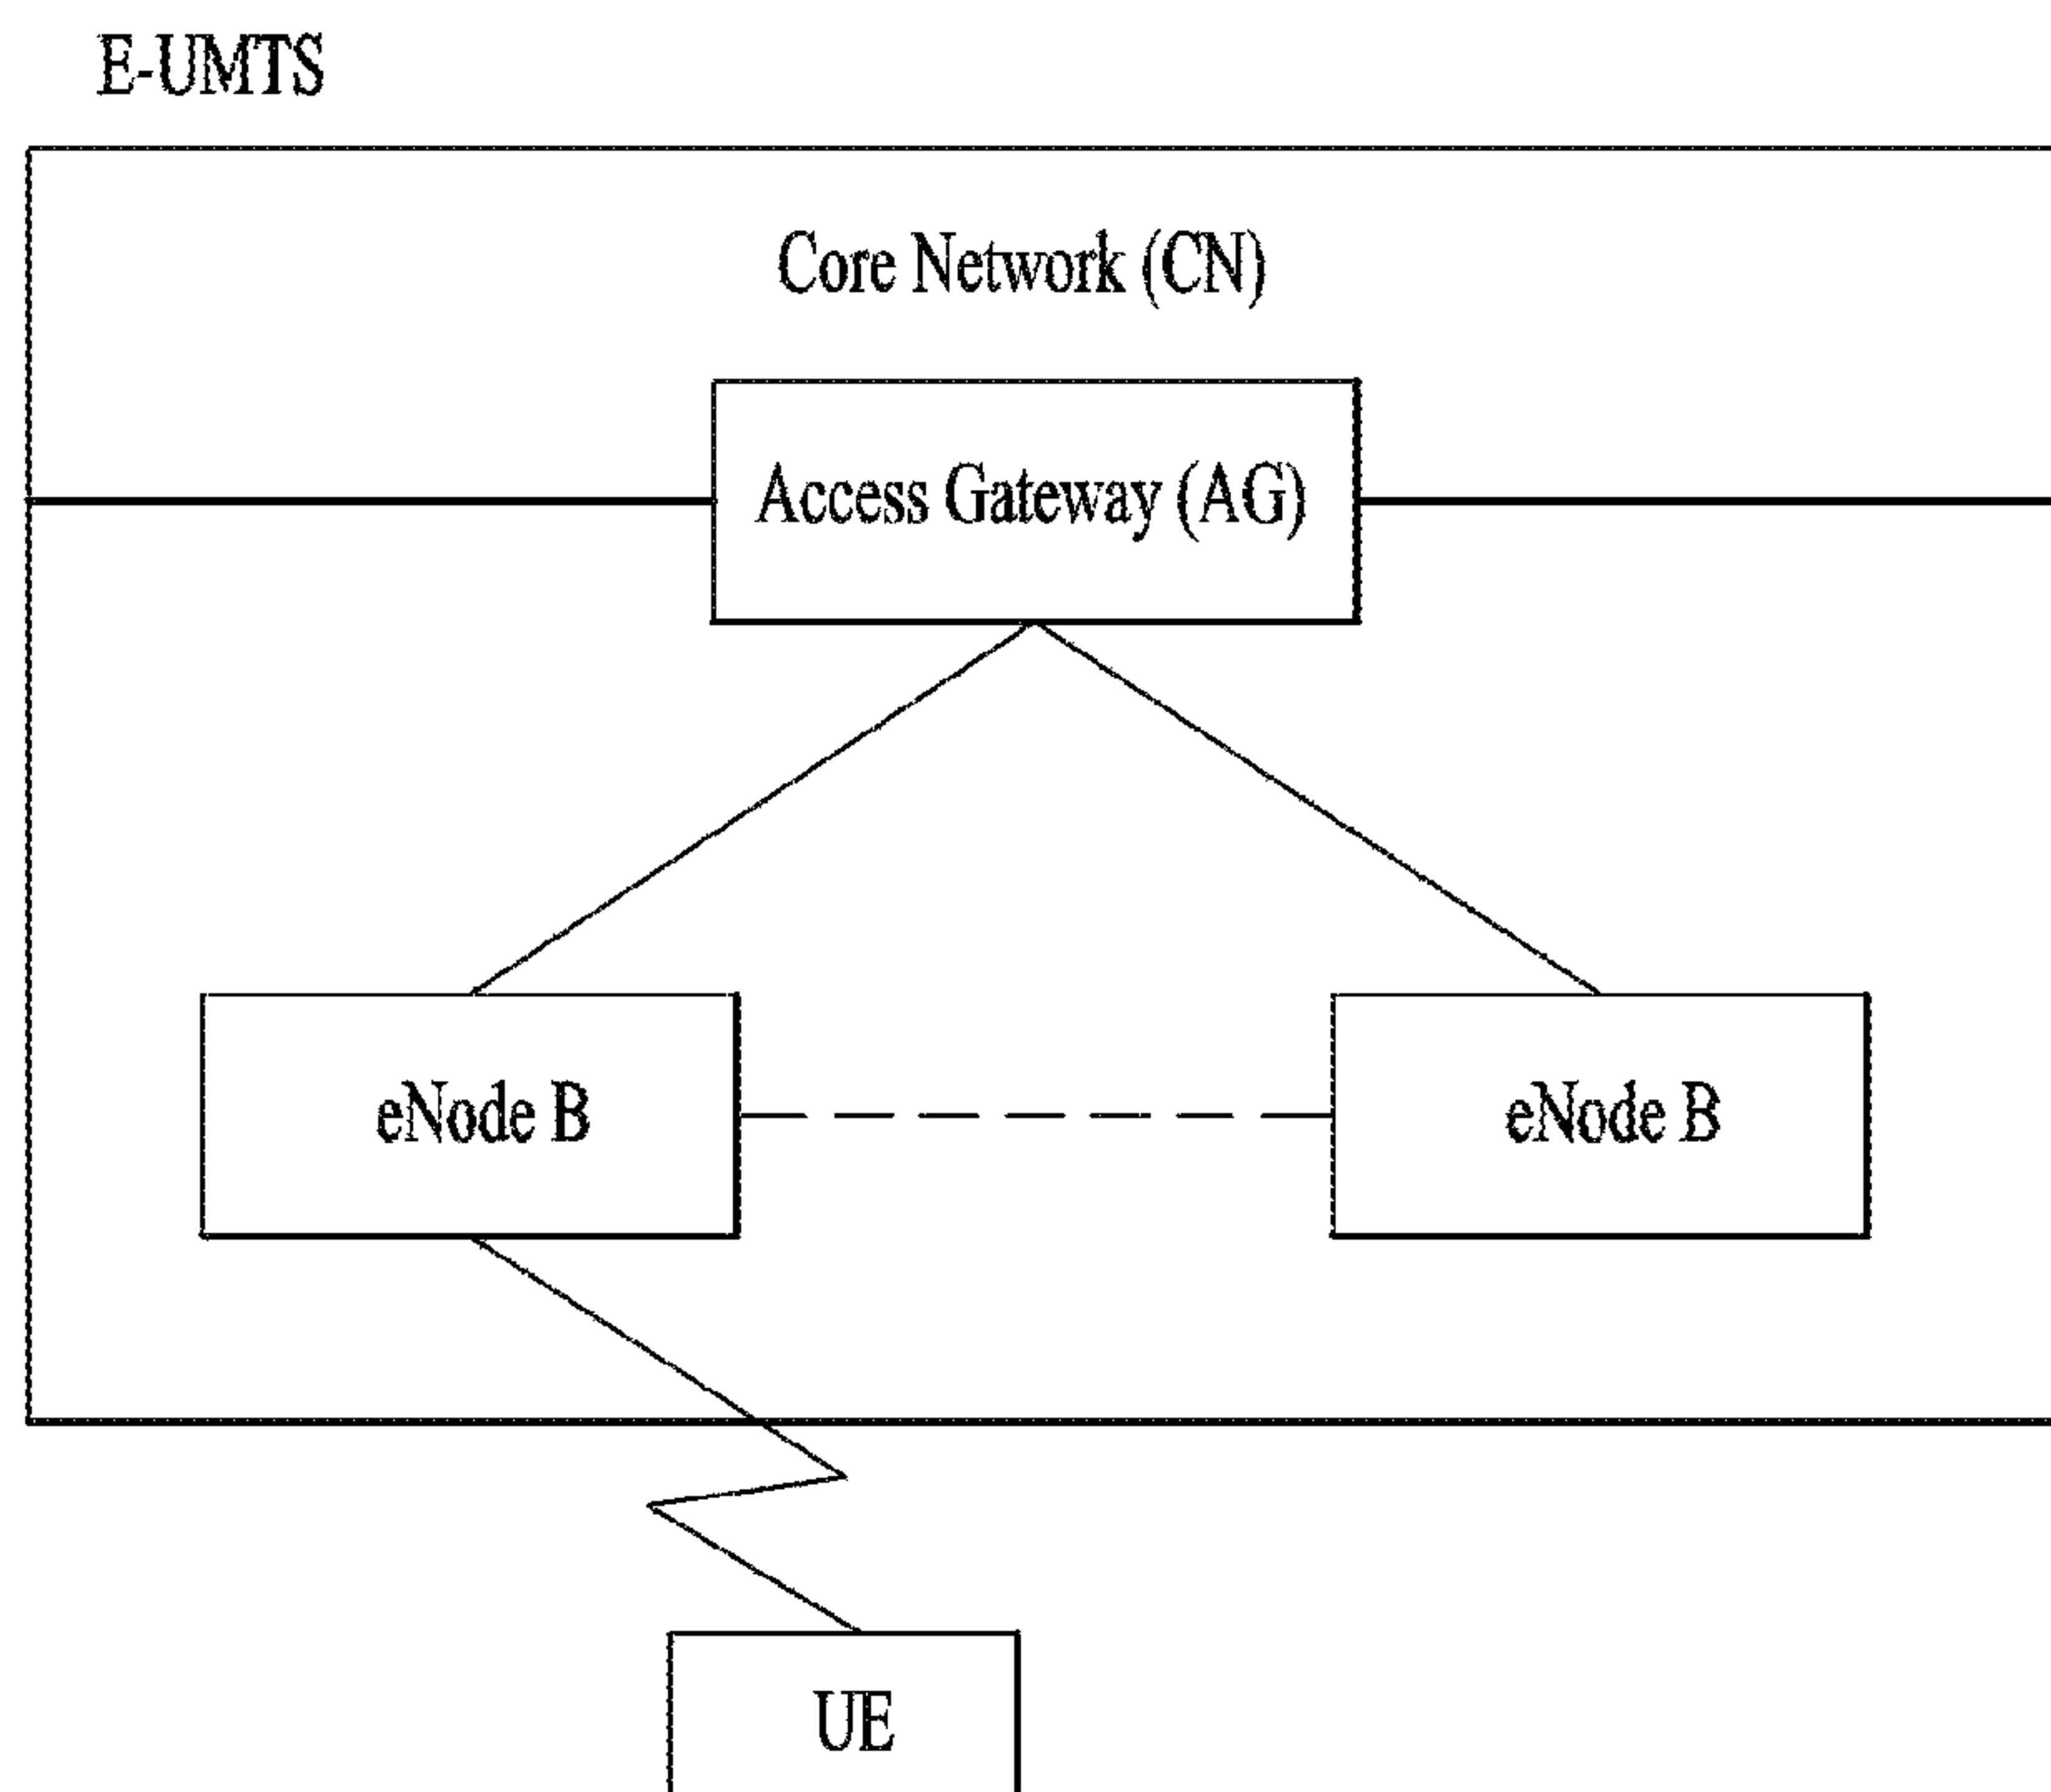 E-UMTS
Core Network (CN)
Access Gateway (AG)
eNode B
eNode B
UE